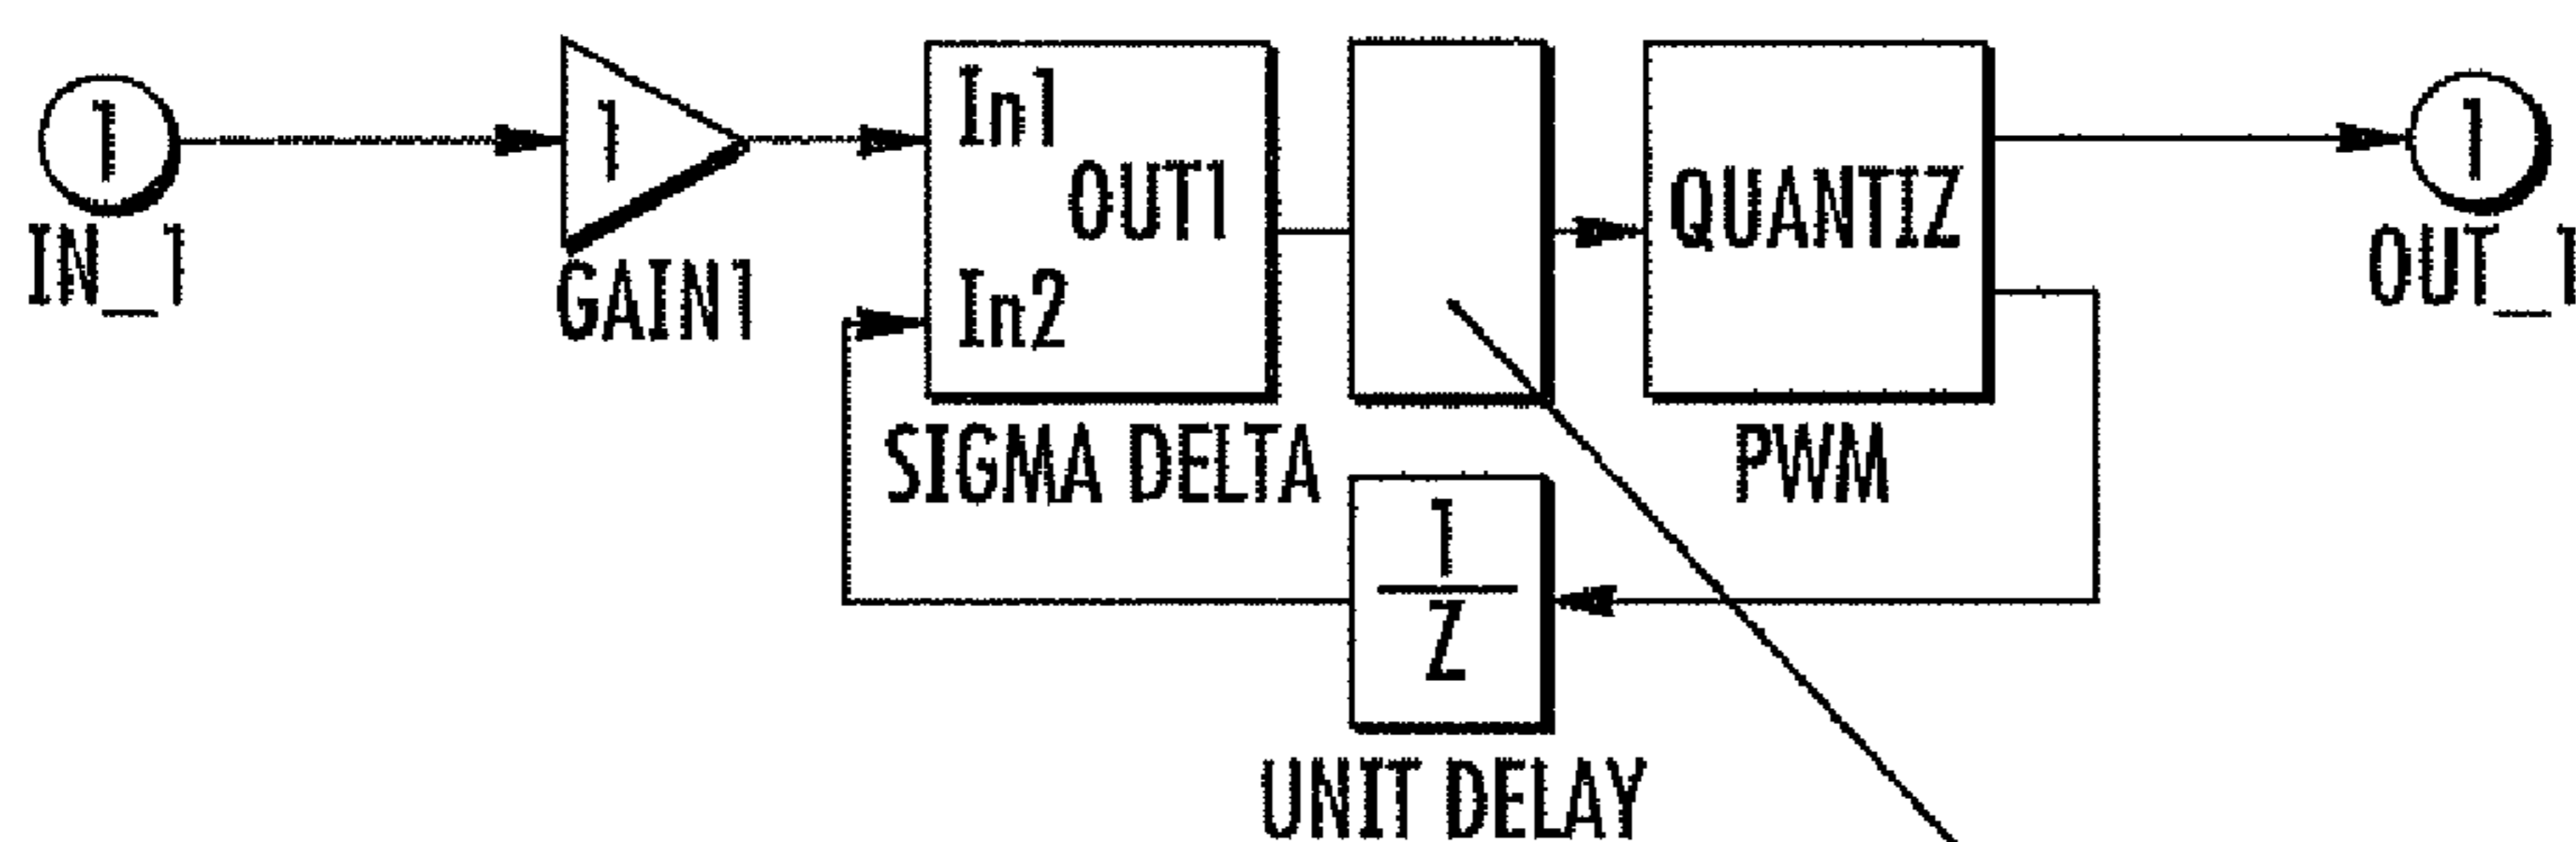 1
IN_1
1
GAIN1
In1
OUT1
In2
SIGMA DELTA
QUANTIZ
PWM
1
OUT_1
1
Z
UNIT DELAY